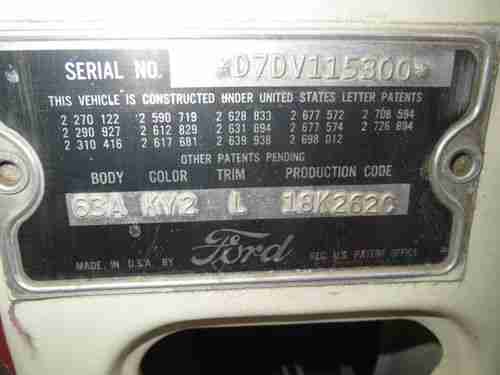 SERIAL NO. *D7DV115300*
THIS VEHICLE IS CONSTRUCTED UNDER UNITED STATES LETTER PATENTS
2 270 122 2 590 719 2 628 833 2 677 572 2 708 594
2 290 927 2 612 829 2 631 694 2 677 574 2 726 894
2 310 416 2 617 681 2 639 938 2 698 012
OTHER PATENTS PENDING
BODY COLOR TRIM PRODUCTION CODE
63A KY2 L 18K262C
MADE IN U.S.A. BY Ford REG. U.S. PATENT OFFICE